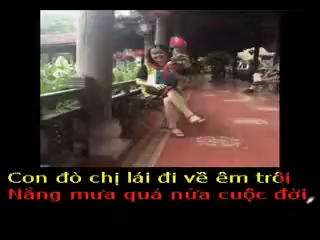 Con đò chị lái đi về êm trôi
Nắng mưa quá nửa cuộc đời,